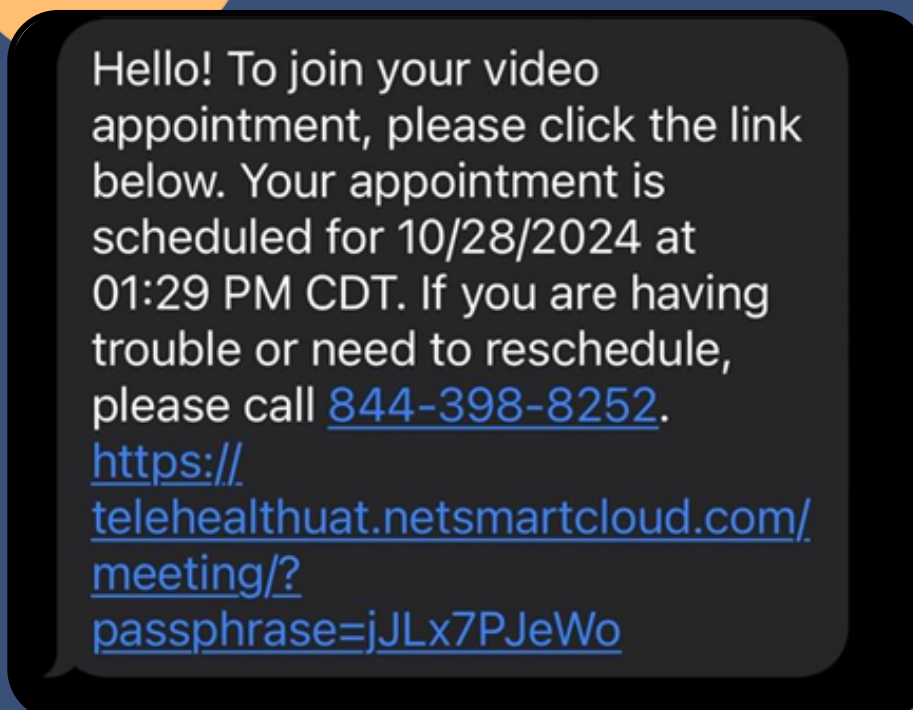 Hello! To join your video
appointment, please click the link
below. Your appointment is
scheduled for 10/28/2024 at
01:29 PM CDT. If you are having
trouble or need to reschedule,
please call 844-398-8252.
https://
telehealthuat.netsmartcloud.com/
meeting/?
passphrase=jJLx7PJeWo